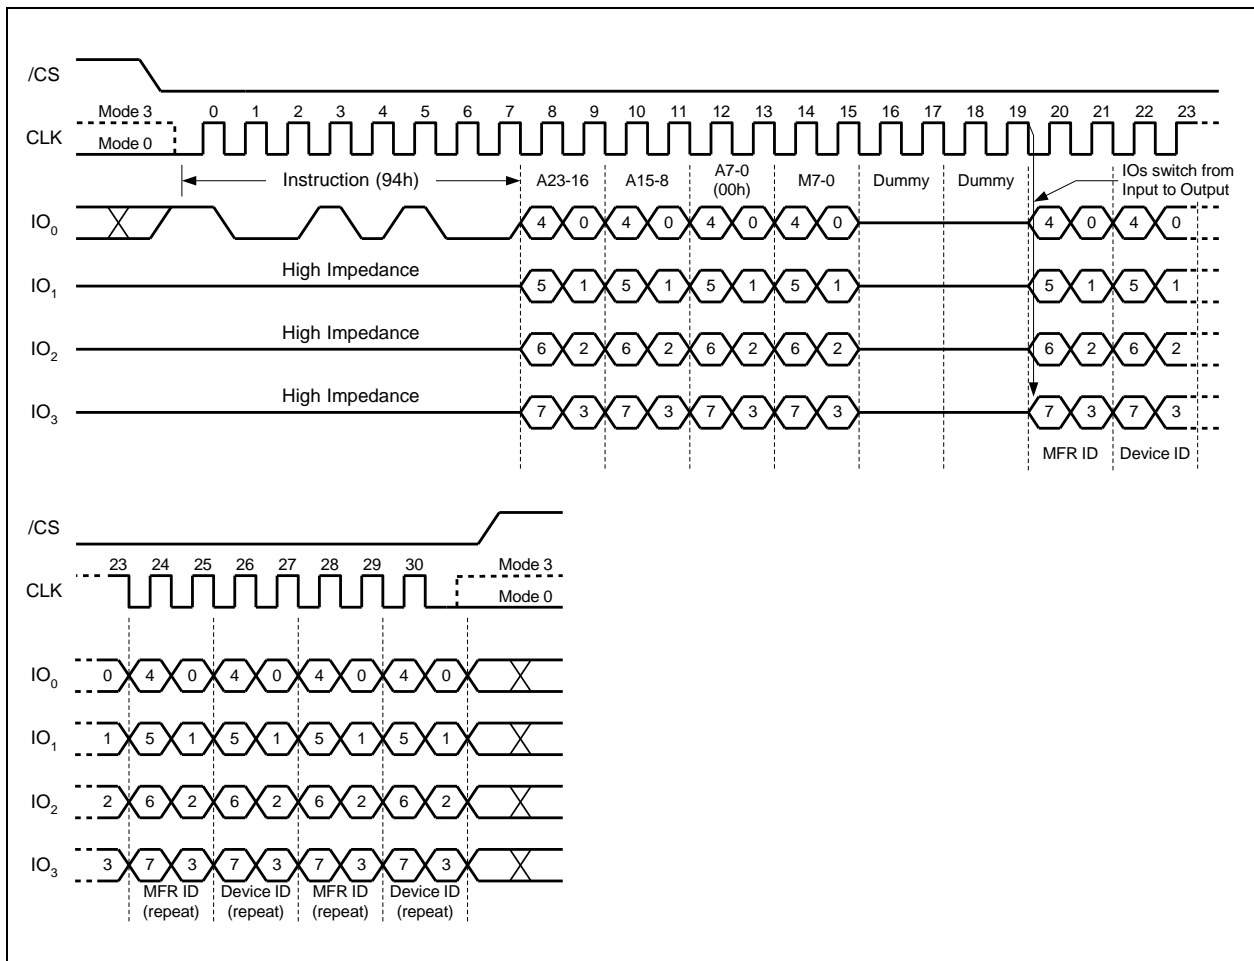 /CS
Mode 3
0 1 2 3 4 5 6 7 8 9 10 11 12 13 14 15 16 17 18 19 20 21 22 23
CLK
Mode 0
Instruction (94h)
A23-16
A15-8
A7-0
(00h)
M7-0
Dummy
Dummy
IOs switch from
Input to Output
IO0
4 0 4 0 4 0 4 0 4 0 4 0
High Impedance
IO1
5 1 5 1 5 1 5 1 5 1 5 1
High Impedance
IO2
6 2 6 2 6 2 6 2 6 2 6 2
High Impedance
IO3
7 3 7 3 7 3 7 3 7 3 7 3
MFR ID
Device ID
/CS
23 24 25 26 27 28 29 30
Mode 3
CLK
Mode 0
IO0
0 4 0 4 0 4 0 4 0
IO1
1 5 1 5 1 5 1 5 1
IO2
2 6 2 6 2 6 2 6 2
IO3
3 7 3 7 3 7 3 7 3
MFR ID
(repeat)
Device ID
(repeat)
MFR ID
(repeat)
Device ID
(repeat)